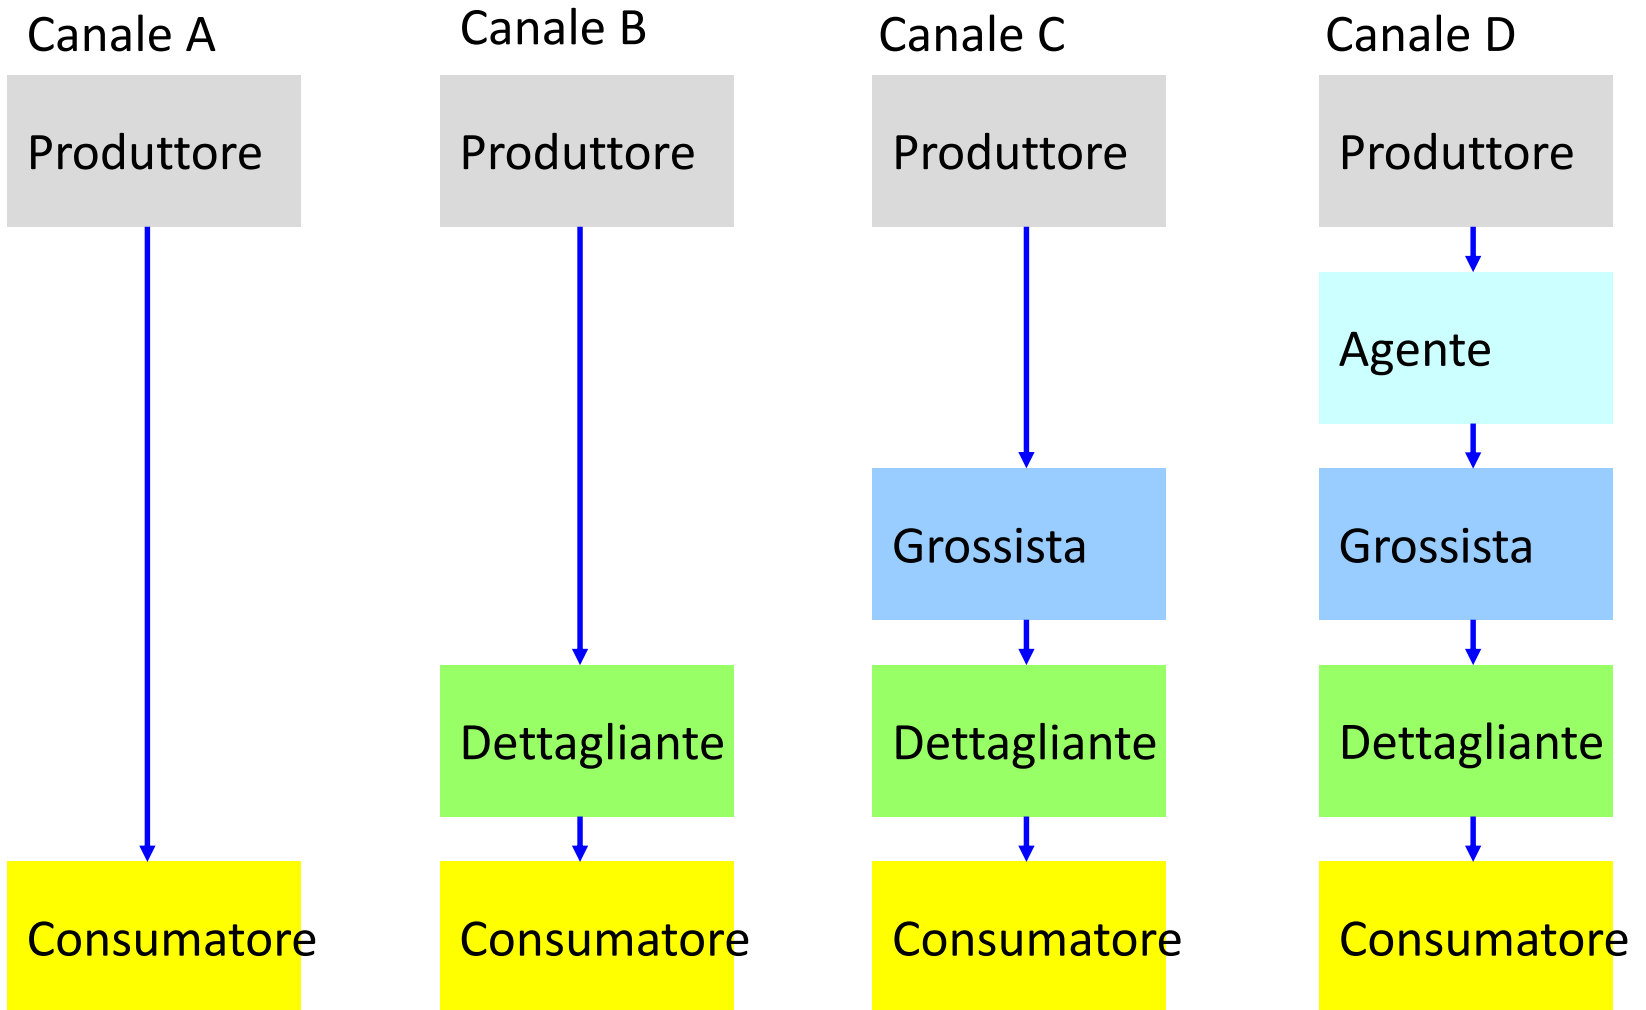 Canale A
Canale B
Canale C
Canale D
Produttore
Produttore
Produttore
Produttore
Agente
Grossista
Grossista
Dettagliante
Dettagliante
Dettagliante
Consumatore
Consumatore
Consumatore
Consumatore